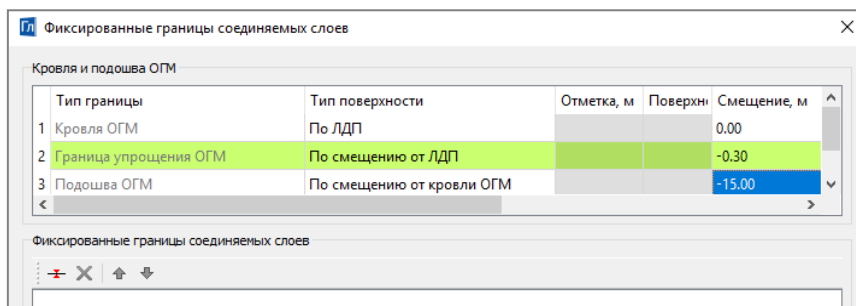 Гл Фиксированные границы соединяемых слоев
Кровля и подошва ОГМ
Тип границы Тип поверхности Отметка, м Поверхн Смещение, м
1 Кровля ОГМ По ЛДП 0.00
2 Граница упрощения ОГМ По смещению от ЛДП -0.30
3 Подошва ОГМ По смещению от кровли ОГМ -15.00
Фиксированные границы соединяемых слоев